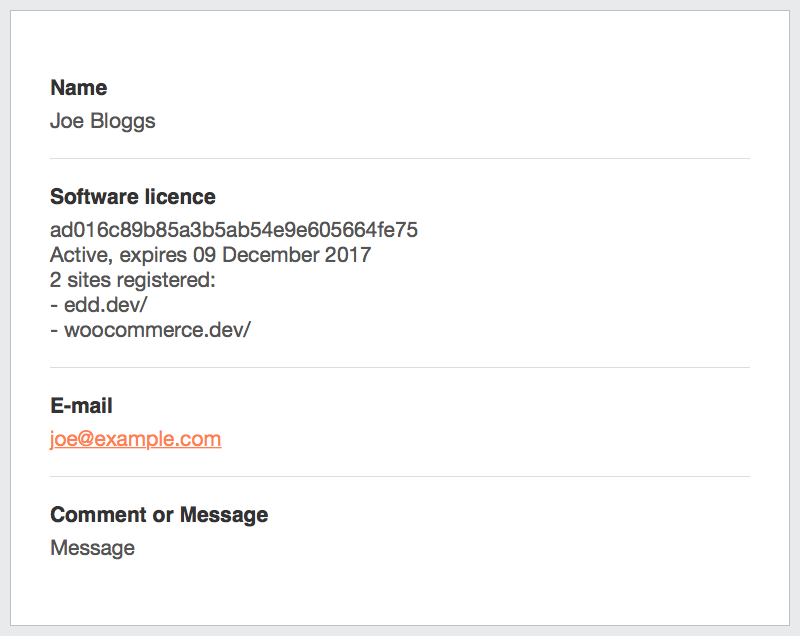 Name
Joe Bloggs
Software licence
ad016c89b85a3b5ab54e9e605664fe75
Active, expires 09 December 2017
2 sites registered:
- edd.dev/
- woocommerce.dev/
E-mail
joe@example.com
Comment or Message
Message